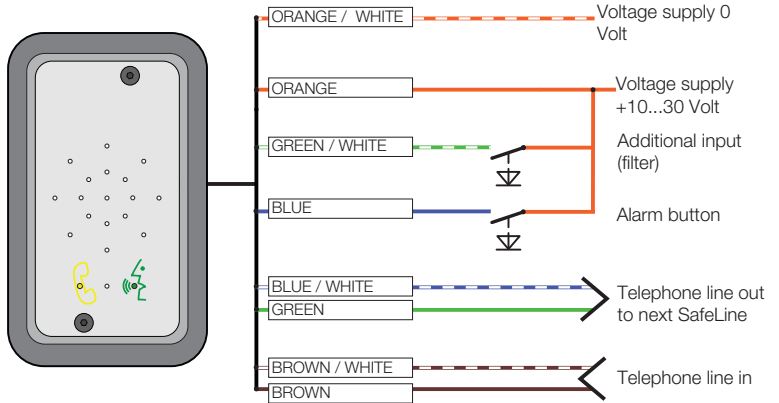 ORANGE / WHITE
Voltage supply 0
Volt
ORANGE
Voltage supply
+10...30 Volt
GREEN / WHITE
Additional input
(filter)
BLUE
Alarm button
BLUE / WHITE
GREEN
Telephone line out
to next SafeLine
BROWN / WHITE
BROWN
Telephone line in